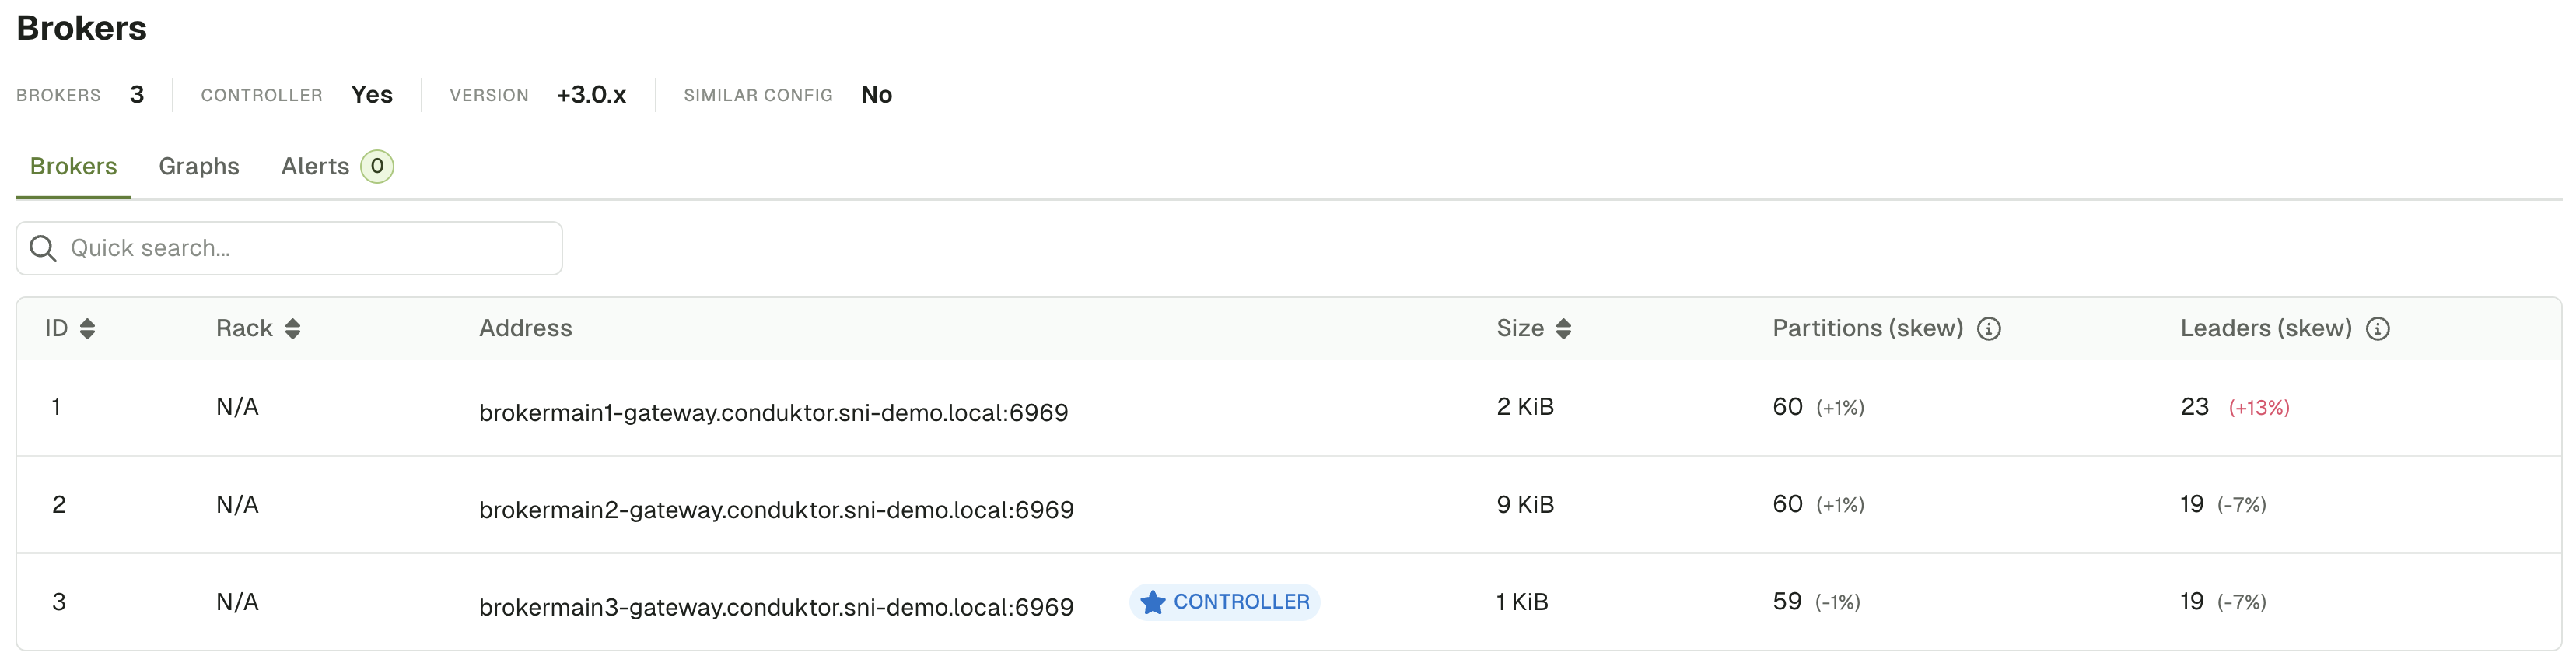 Brokers
BROKERS 3 CONTROLLER Yes VERSION +3.0.x SIMILAR CONFIG No
Brokers Graphs Alerts 0
Quick search...
ID Rack Address Size Partitions (skew) Leaders (skew)
1 N/A brokermain1-gateway.conduktor.sni-demo.local:6969 2 KiB 60 (+1%) 23 (+13%)
2 N/A brokermain2-gateway.conduktor.sni-demo.local:6969 9 KiB 60 (+1%) 19 (-7%)
3 N/A brokermain3-gateway.conduktor.sni-demo.local:6969 CONTROLLER 1 KiB 59 (-1%) 19 (-7%)